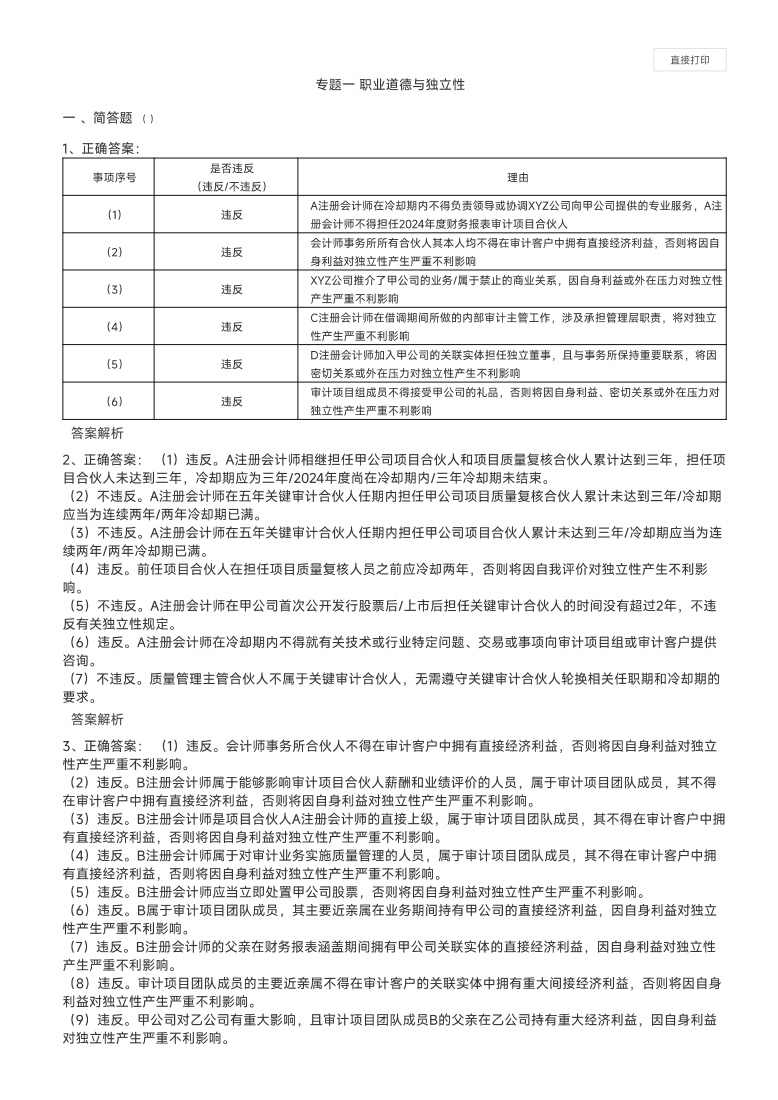 直接打印
专题一 职业道德与独立性
一 、简答题 （ ）
1、正确答案：
事项序号
是否违反
（违反/不违反）
理由
（1）
违反
A注册会计师在冷却期内不得负责领导或协调XYZ公司向甲公司提供的专业服务，A注
册会计师不得担任2024年度财务报表审计项目合伙人
（2）
违反
会计师事务所所有合伙人其本人均不得在审计客户中拥有直接经济利益，否则将因自
身利益对独立性产生严重不利影响
（3）
违反
XYZ公司推介了甲公司的业务/属于禁止的商业关系，因自身利益或外在压力对独立性
产生严重不利影响
（4）
违反
C注册会计师在借调期间所做的内部审计主管工作，涉及承担管理层职责，将对独立
性产生严重不利影响
（5）
违反
D注册会计师加入甲公司的关联实体担任独立董事，且与事务所保持重要联系，将因
密切关系或外在压力对独立性产生不利影响
（6）
违反
审计项目组成员不得接受甲公司的礼品，否则将因自身利益、密切关系或外在压力对
独立性产生严重不利影响
答案解析
2、正确答案： （1）违反。A注册会计师相继担任甲公司项目合伙人和项目质量复核合伙人累计达到三年，担任项
目合伙人未达到三年，冷却期应为三年/2024年度尚在冷却期内/三年冷却期未结束。
（2）不违反。A注册会计师在五年关键审计合伙人任期内担任甲公司项目质量复核合伙人累计未达到三年/冷却期
应当为连续两年/两年冷却期已满。
（3）不违反。A注册会计师在五年关键审计合伙人任期内担任甲公司项目合伙人累计未达到三年/冷却期应当为连
续两年/两年冷却期已满。
（4）违反。前任项目合伙人在担任项目质量复核人员之前应冷却两年，否则将因自我评价对独立性产生不利影
响。
（5）不违反。A注册会计师在甲公司首次公开发行股票后/上市后担任关键审计合伙人的时间没有超过2年，不违
反有关独立性规定。
（6）违反。A注册会计师在冷却期内不得就有关技术或行业特定问题、交易或事项向审计项目组或审计客户提供
咨询。
（7）不违反。质量管理主管合伙人不属于关键审计合伙人，无需遵守关键审计合伙人轮换相关任职期和冷却期的
要求。
答案解析
3、正确答案： （1）违反。会计师事务所合伙人不得在审计客户中拥有直接经济利益，否则将因自身利益对独立
性产生严重不利影响。
（2）违反。B注册会计师属于能够影响审计项目合伙人薪酬和业绩评价的人员，属于审计项目团队成员，其不得
在审计客户中拥有直接经济利益，否则将因自身利益对独立性产生严重不利影响。
（3）违反。B注册会计师是项目合伙人A注册会计师的直接上级，属于审计项目团队成员，其不得在审计客户中拥
有直接经济利益，否则将因自身利益对独立性产生严重不利影响。
（4）违反。B注册会计师属于对审计业务实施质量管理的人员，属于审计项目团队成员，其不得在审计客户中拥
有直接经济利益，否则将因自身利益对独立性产生严重不利影响。
（5）违反。B注册会计师应当立即处置甲公司股票，否则将因自身利益对独立性产生严重不利影响。
（6）违反。B属于审计项目团队成员，其主要近亲属在业务期间持有甲公司的直接经济利益，因自身利益对独立
性产生严重不利影响。
（7）违反。B注册会计师的父亲在财务报表涵盖期间拥有甲公司关联实体的直接经济利益，因自身利益对独立性
产生严重不利影响。
（8）违反。审计项目团队成员的主要近亲属不得在审计客户的关联实体中拥有重大间接经济利益，否则将因自身
利益对独立性产生严重不利影响。
（9）违反。甲公司对乙公司有重大影响，且审计项目团队成员B的父亲在乙公司持有重大经济利益，因自身利益
对独立性产生严重不利影响。